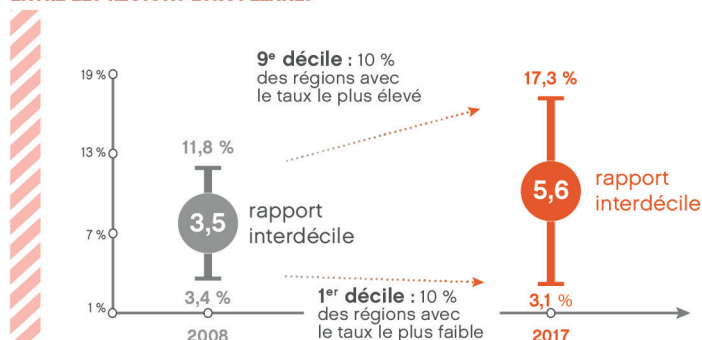 9e décile : 10 %
des régions avec
le taux le plus élevé
19 %
17,3 %
13 %
11,8 %
3,5
rapport
interdécile
5,6
rapport
interdécile
7 %
3,4 %
1er décile : 10 %
des régions avec
le taux le plus faible
3,1 %
1 %
2008
2017